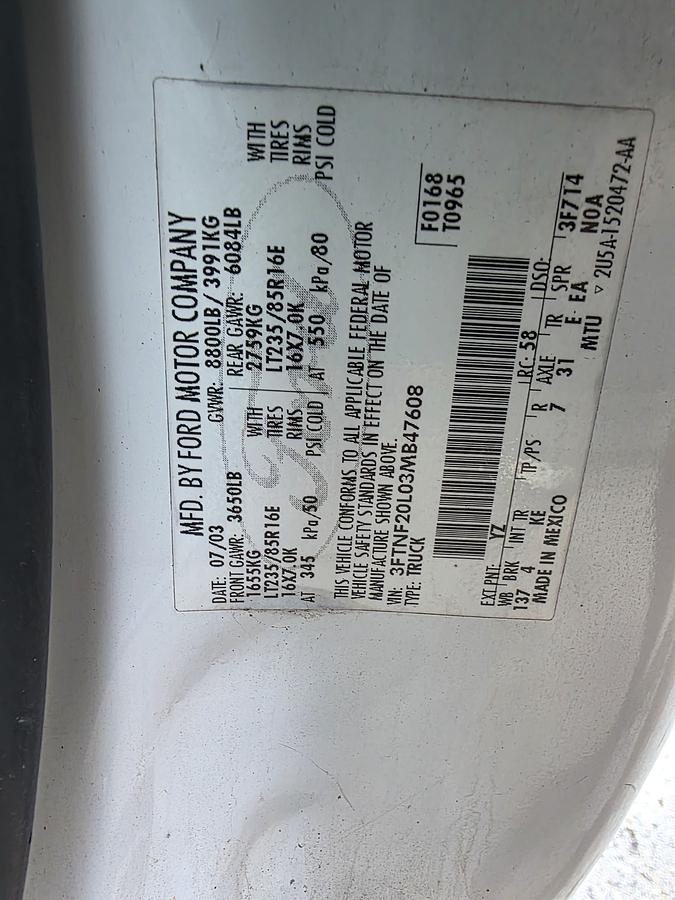 MFD. BY FORD MOTOR COMPANY
DATE: 07/03 GVWR: 8800LB/ 3991KG
FRONT GAWR: 3650LB REAR GAWR: 6084LB
1655KG WITH 2759KG WITH
LT235/85R16E TIRES LT235/85R16E TIRES
16X7.0K RIMS 16X7.0K RIMS
AT 345 kPa/50 PSI COLD AT 550 kPa/80 PSI COLD
THIS VEHICLE CONFORMS TO ALL APPLICABLE FEDERAL MOTOR
VEHICLE SAFETY STANDARDS IN EFFECT ON THE DATE OF
MANUFACTURE SHOWN ABOVE.
VIN: 3FTNF20L03MB47608
TYPE: TRUCK
F0168
T0965
EXT PNT: YZ RC: 58 DSO:
WB BRK INT TR TP/PS R AXLE TR SPR 3F714
137 4 KE 7 31 E- EA N0A
MADE IN MEXICO MTU ▿ 2U5A-1520472-AA
Ford